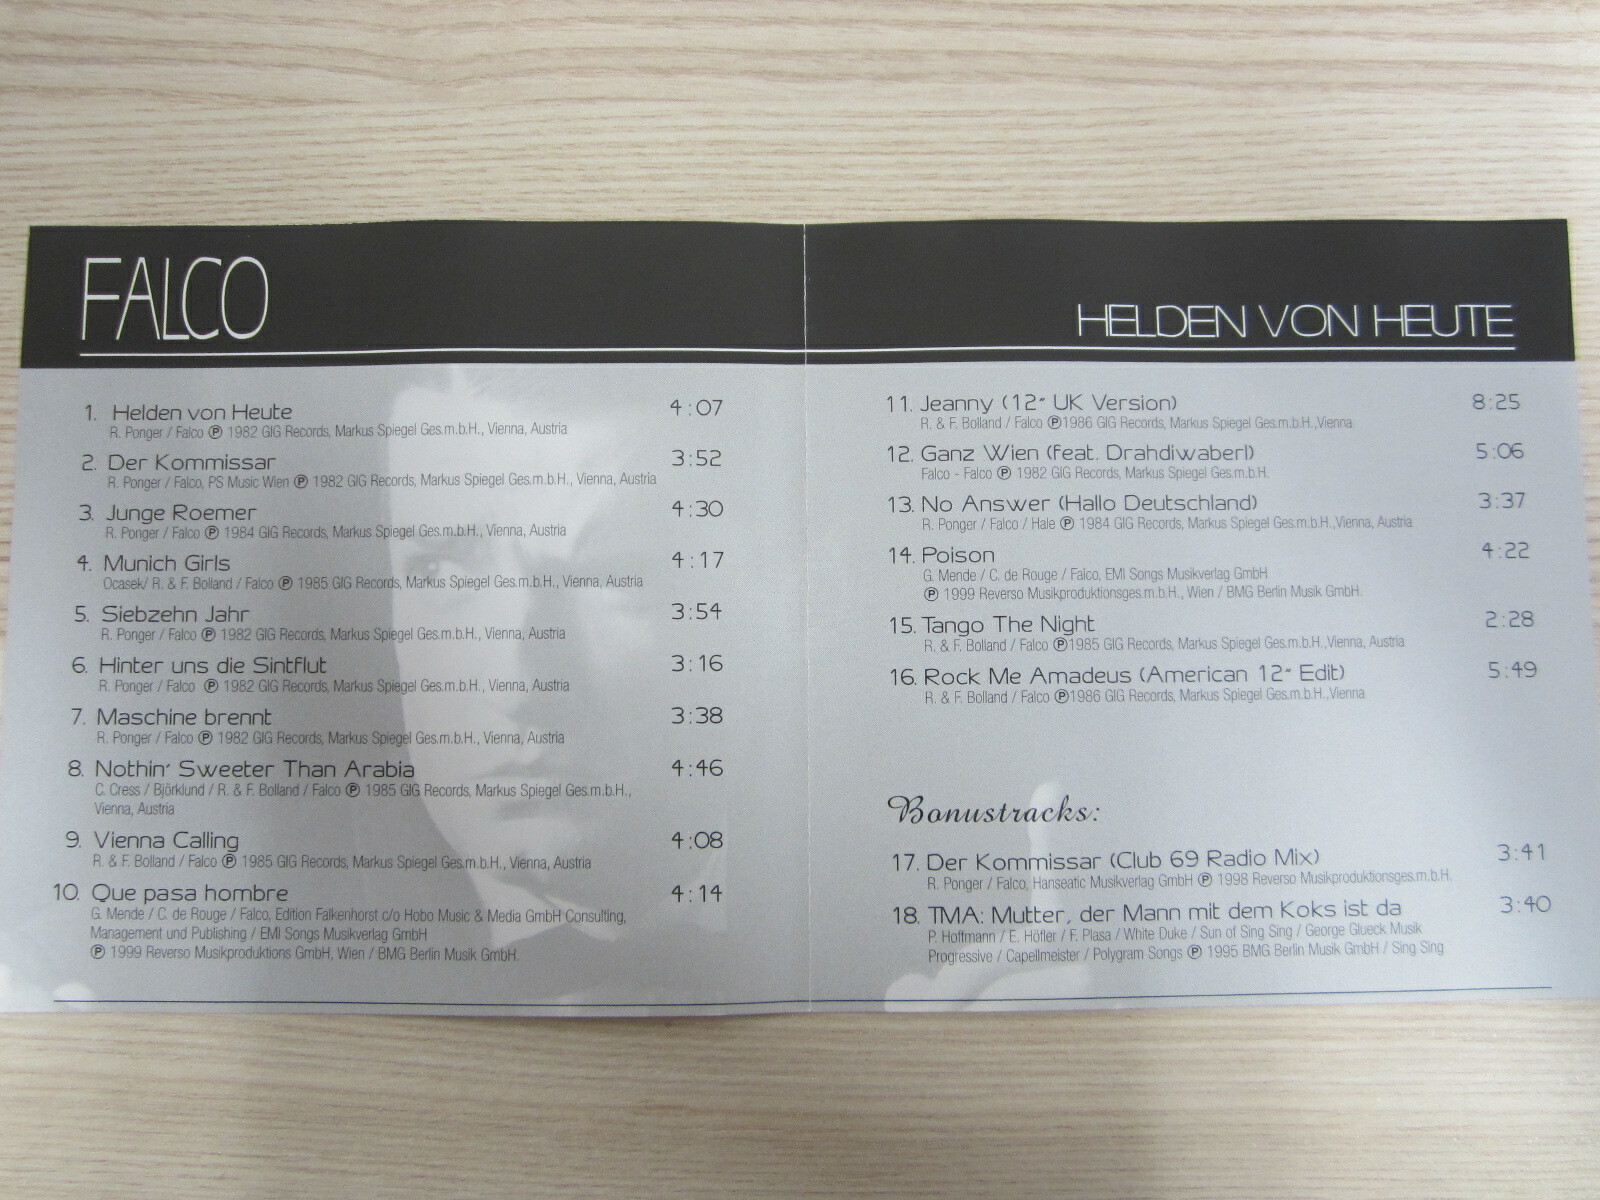 FALCO
HELDEN VON HEUTE
1. Helden von Heute 4:07
R. Ponger / Falco Ⓟ 1982 GIG Records, Markus Spiegel Ges.m.b.H., Vienna, Austria
2. Der Kommissar 3:52
R. Ponger / Falco, PS Music Wien Ⓟ 1982 GIG Records, Markus Spiegel Ges.m.b.H., Vienna, Austria
3. Junge Roemer 4:30
R. Ponger / Falco Ⓟ 1984 GIG Records, Markus Spiegel Ges.m.b.H., Vienna, Austria
4. Munich Girls 4:17
Ocasek/ R. & F. Bolland / Falco Ⓟ 1985 GIG Records, Markus Spiegel Ges.m.b.H., Vienna, Austria
5. Siebzehn Jahr 3:54
R. Ponger / Falco Ⓟ 1982 GIG Records, Markus Spiegel Ges.m.b.H., Vienna, Austria
6. Hinter uns die Sintflut 3:16
R. Ponger / Falco Ⓟ 1982 GIG Records, Markus Spiegel Ges.m.b.H., Vienna, Austria
7. Maschine brennt 3:38
R. Ponger / Falco Ⓟ 1982 GIG Records, Markus Spiegel Ges.m.b.H., Vienna, Austria
8. Nothin' Sweeter Than Arabia 4:46
C. Cress / Björklund / R. & F. Bolland / Falco Ⓟ 1985 GIG Records, Markus Spiegel Ges.m.b.H.,
Vienna, Austria
9. Vienna Calling 4:08
R. & F. Bolland / Falco Ⓟ 1985 GIG Records, Markus Spiegel Ges.m.b.H., Vienna, Austria
10. Que pasa hombre 4:14
G. Mende / C. de Rouge / Falco, Edition Falkenhorst c/o Hobo Music & Media GmbH Consulting,
Management und Publishing / EMI Songs Musikverlag GmbH
Ⓟ 1999 Reverso Musikproduktions GmbH, Wien / BMG Berlin Musik GmbH.
11. Jeanny (12" UK Version) 8:25
R. & F. Bolland / Falco Ⓟ1986 GIG Records, Markus Spiegel Ges.m.b.H.,Vienna
12. Ganz Wien (feat. Drahdiwaberl) 5:06
Falco - Falco Ⓟ 1982 GIG Records, Markus Spiegel Ges.m.b.H.
13. No Answer (Hallo Deutschland) 3:37
R. Ponger / Falco / Hale Ⓟ 1984 GIG Records, Markus Spiegel Ges.m.b.H.,Vienna, Austria
14. Poison 4:22
G. Mende / C. de Rouge / Falco, EMI Songs Musikverlag GmbH
Ⓟ 1999 Reverso Musikproduktionsges.m.b.H., Wien / BMG Berlin Musik GmbH.
15. Tango The Night 2:28
R. & F. Bolland / Falco Ⓟ1985 GIG Records, Markus Spiegel Ges.m.b.H.,Vienna, Austria
16. Rock Me Amadeus (American 12" Edit) 5:49
R. & F. Bolland / Falco Ⓟ1986 GIG Records, Markus Spiegel Ges.m.b.H.,Vienna
Bonustracks:
17. Der Kommissar (Club 69 Radio Mix) 3:41
R. Ponger / Falco, Hanseatic Musikverlag GmbH Ⓟ 1998 Reverso Musikproduktionsges.m.b.H.
18. TMA: Mutter, der Mann mit dem Koks ist da 3:40
P. Hoffmann / E. Höfler / F. Plasa / White Duke / Sun of Sing Sing / George Glueck Musik
Progressive / Capellmeister / Polygram Songs Ⓟ 1995 BMG Berlin Musik GmbH / Sing Sing